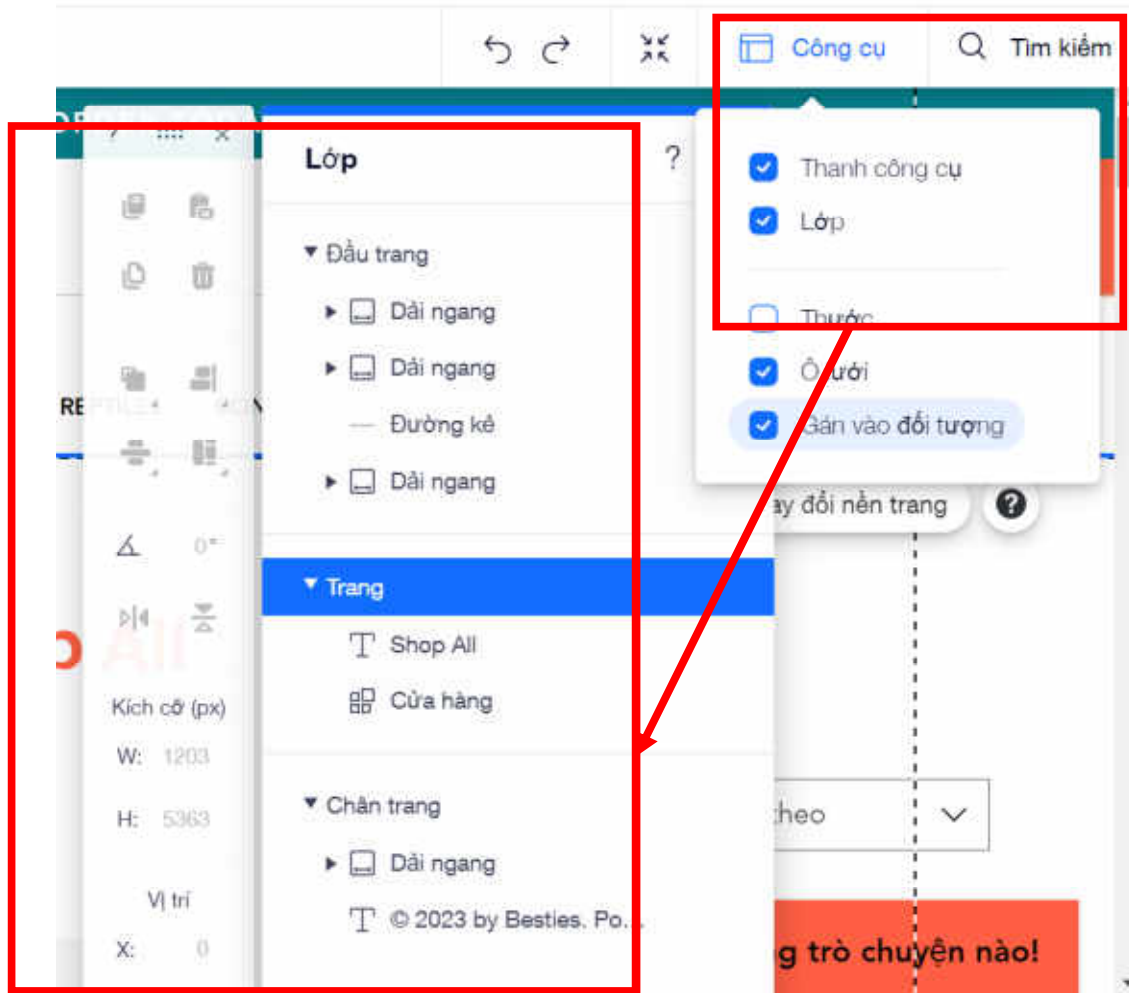 Công cụ
Tìm kiếm
Lớp
?
Thanh công cụ
Lớp
Đầu trang
Dải ngang
Thước
Dải ngang
Ô lưới
Đường kẻ
Gán vào đối tượng
Dải ngang
ay đổi nền trang
?
0°
Trang
Shop All
Cửa hàng
Kích cỡ (px)
W: 1203
H: 5363
Chân trang
theo
Dải ngang
Vị trí
© 2023 by Besties. Po...
X: 0
g trò chuyện nào!